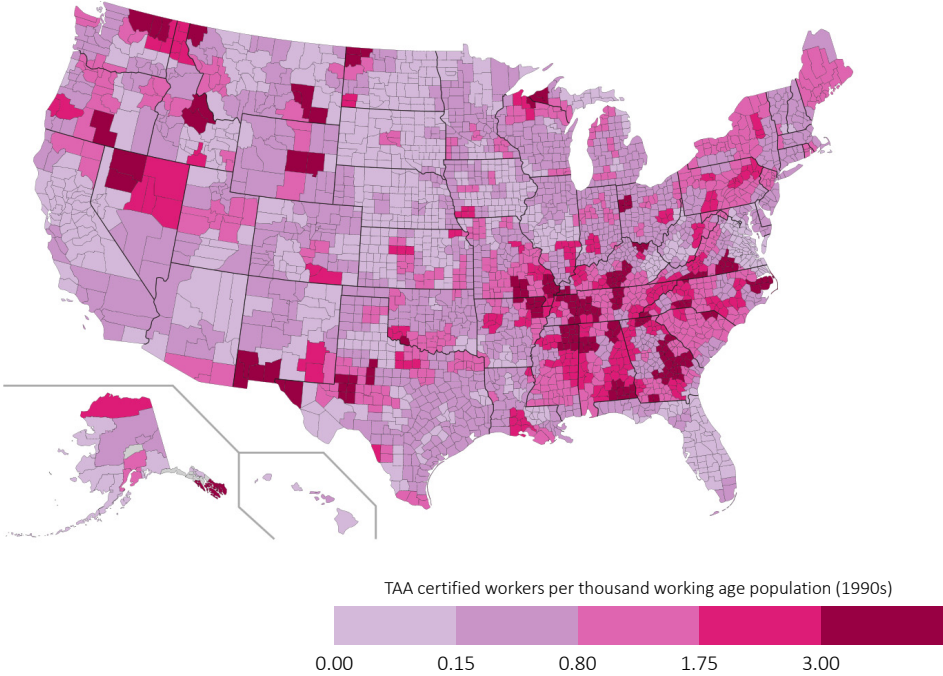 TAA certified workers per thousand working age population (1990s)
0.00 0.15 0.80 1.75 3.00